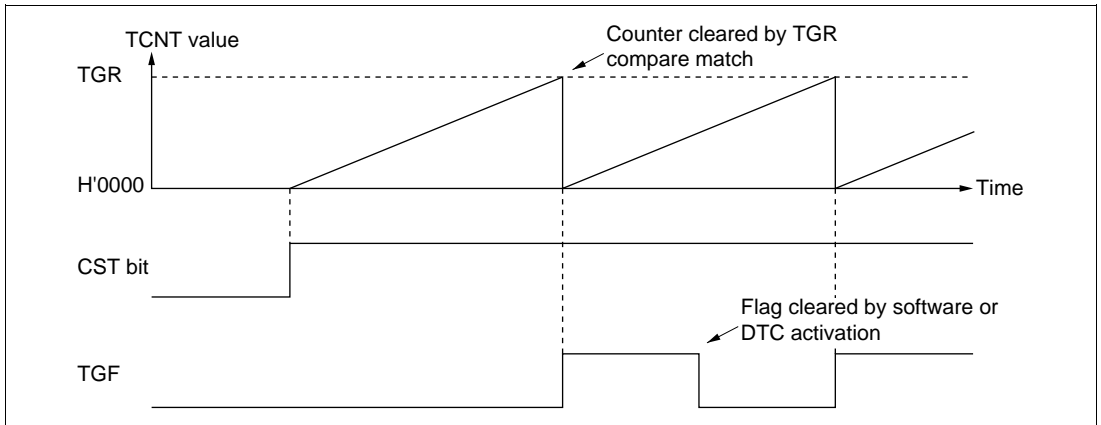 TCNT value
Counter cleared by TGR
compare match
TGR
H'0000
Time
CST bit
Flag cleared by software or
DTC activation
TGF